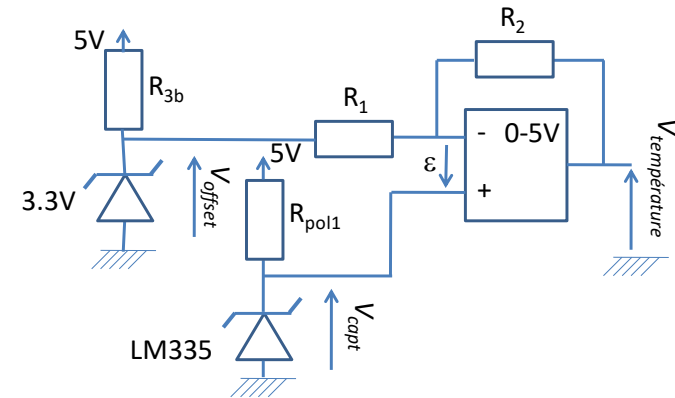 5V
R3b
R1
R2
3.3V
Voffset
5V
Rpol1
ε
-
0-5V
+
Vtempérature
LM335
Vcapt